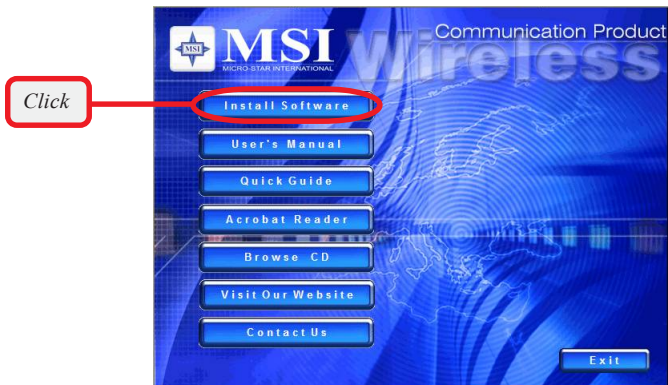 Communication Product
Wireless
MSI
MSI
MICRO-STAR INTERNATIONAL
Click
Install Software
User's Manual
Quick Guide
Acrobat Reader
Browse CD
Visit Our Website
Contact Us
Exit